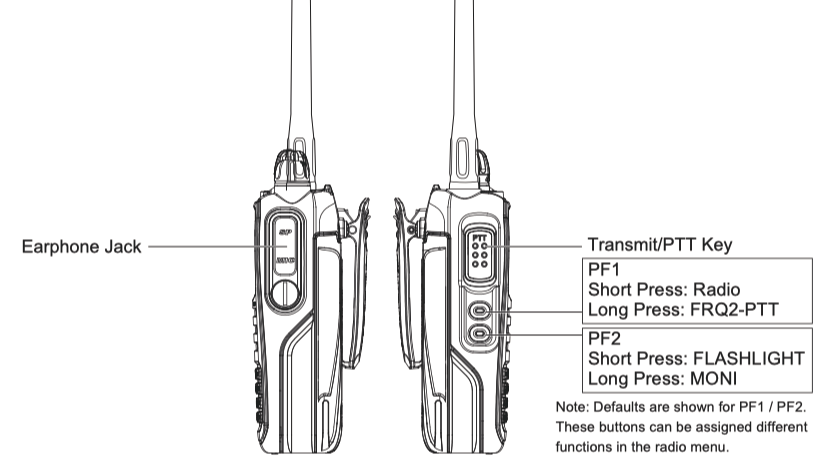 SP
Earphone Jack
PTT
Transmit/PTT Key
PF1
Short Press: Radio
Long Press: FRQ2-PTT
PF2
Short Press: FLASHLIGHT
Long Press: MONI
Note: Defaults are shown for PF1 / PF2.
These buttons can be assigned different
functions in the radio menu.